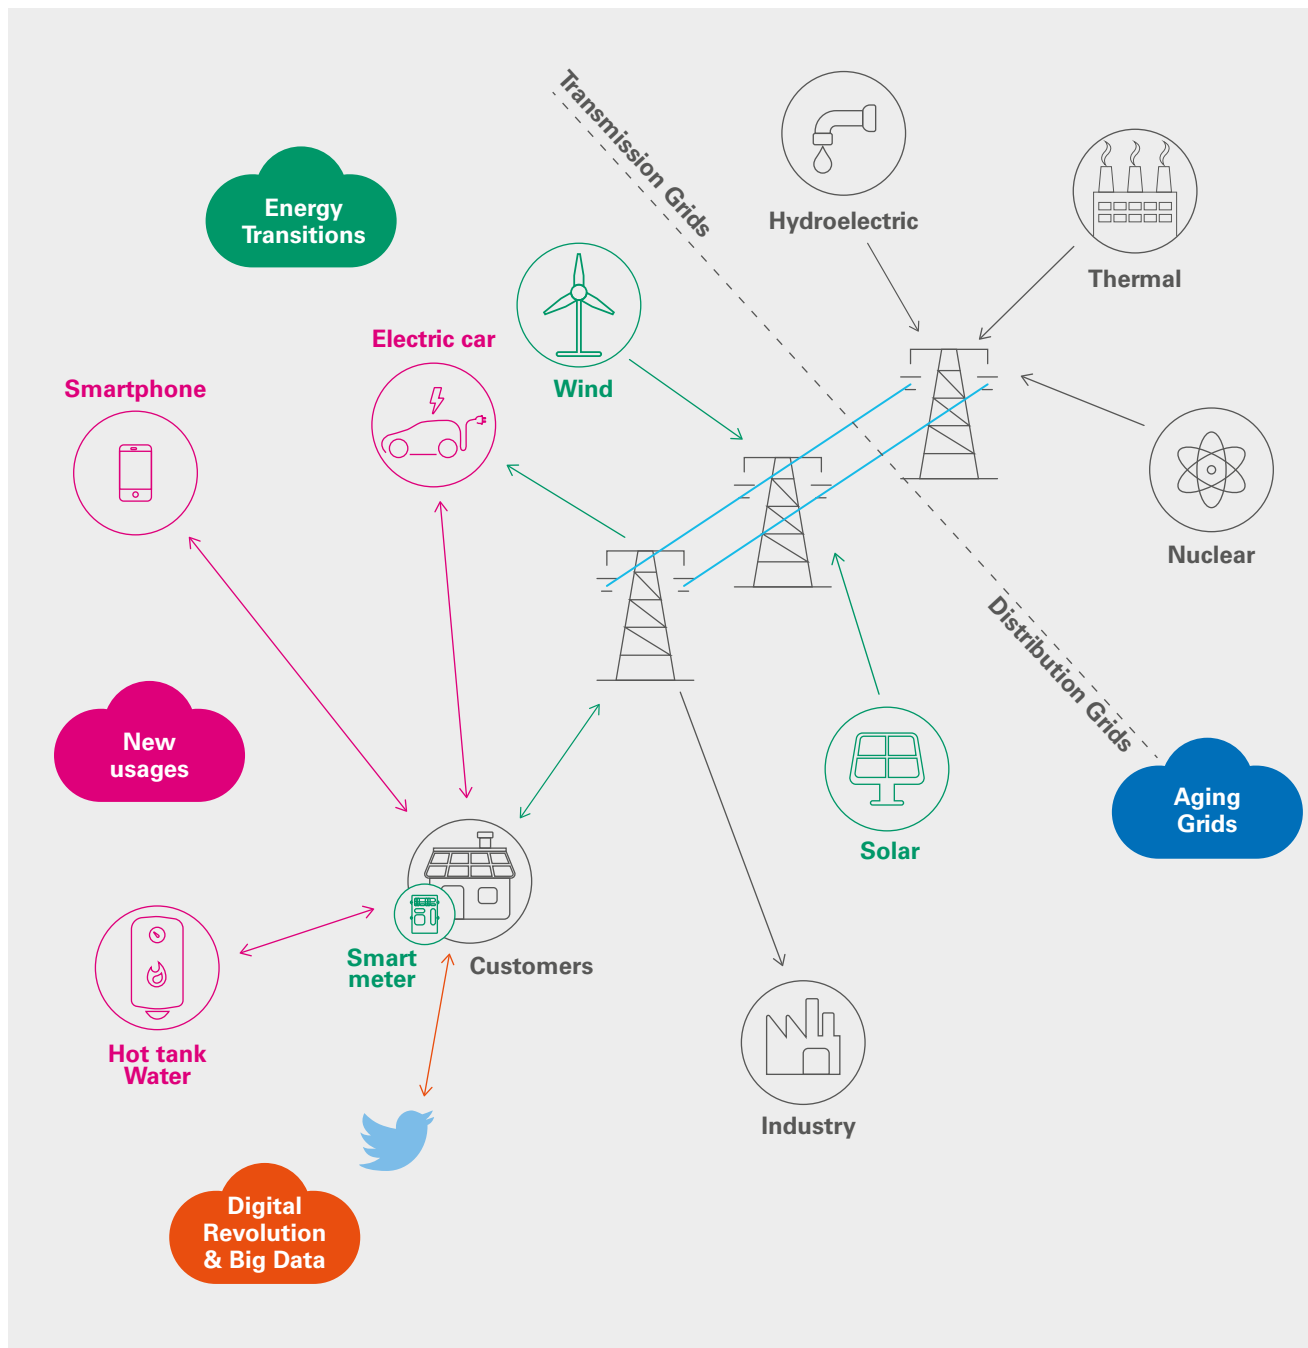 Transmission Grids
Energy
Transitions
Hydroelectric
Thermal
Electric car
Wind
Smartphone
Nuclear
Distribution Grids
New
usages
Aging
Grids
Solar
Smart
meter
Customers
Hot tank
Water
Industry
Digital
Revolution
& Big Data